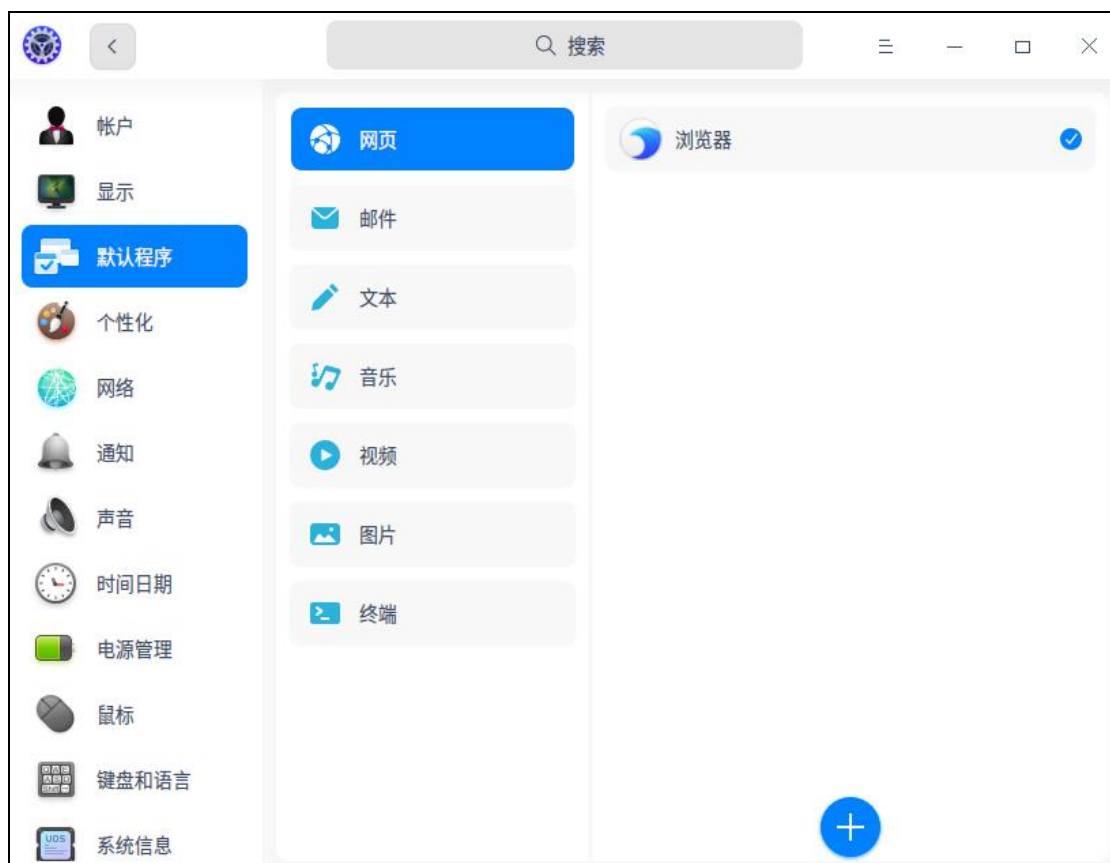 搜索
帐户
显示
默认程序
个性化
网络
通知
声音
时间日期
电源管理
鼠标
键盘和语言
UOS
系统信息
网页
邮件
文本
音乐
视频
图片
终端
浏览器